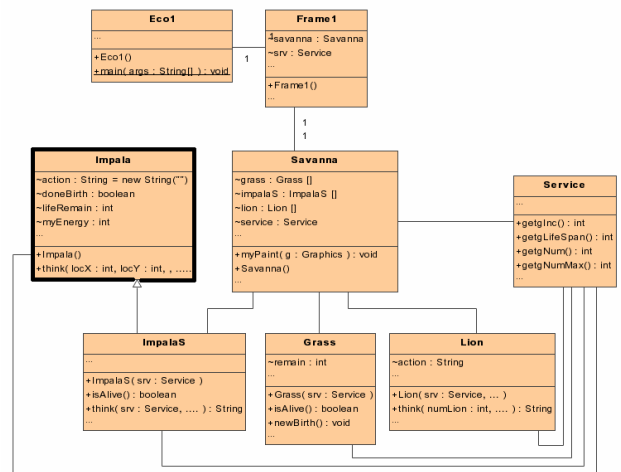 Eco1
...
+Eco1()
+main( args : String[] ) : void
1
1
Frame1
~savanna : Savanna
~srv : Service
...
+Frame1()
...
1
1
Impala
~action : String = new String("")
~doneBirth : boolean
~lifeRemain : int
~myEnergy : int
...
+Impala()
+think( locX : int, locY : int, , .....
Savanna
~grass : Grass []
~impalaS : ImpalaS []
~lion : Lion []
~service : Service
...
+myPaint( g : Graphics ) : void
+Savanna()
...
Service
...
+getgInc() : int
+getgLifeSpan() : int
+getgNum() : int
+getgNumMax() : int
...
ImpalaS
...
+ImpalaS( srv : Service )
+isAlive() : boolean
+think( srv : Service, .... ) : String
...
Grass
~remain : int
...
+Grass( srv : Service )
+isAlive() : boolean
+newBirth() : void
...
Lion
~action : String
...
+Lion( srv : Service, ... )
+think( numLion : int, .... ) : String
...